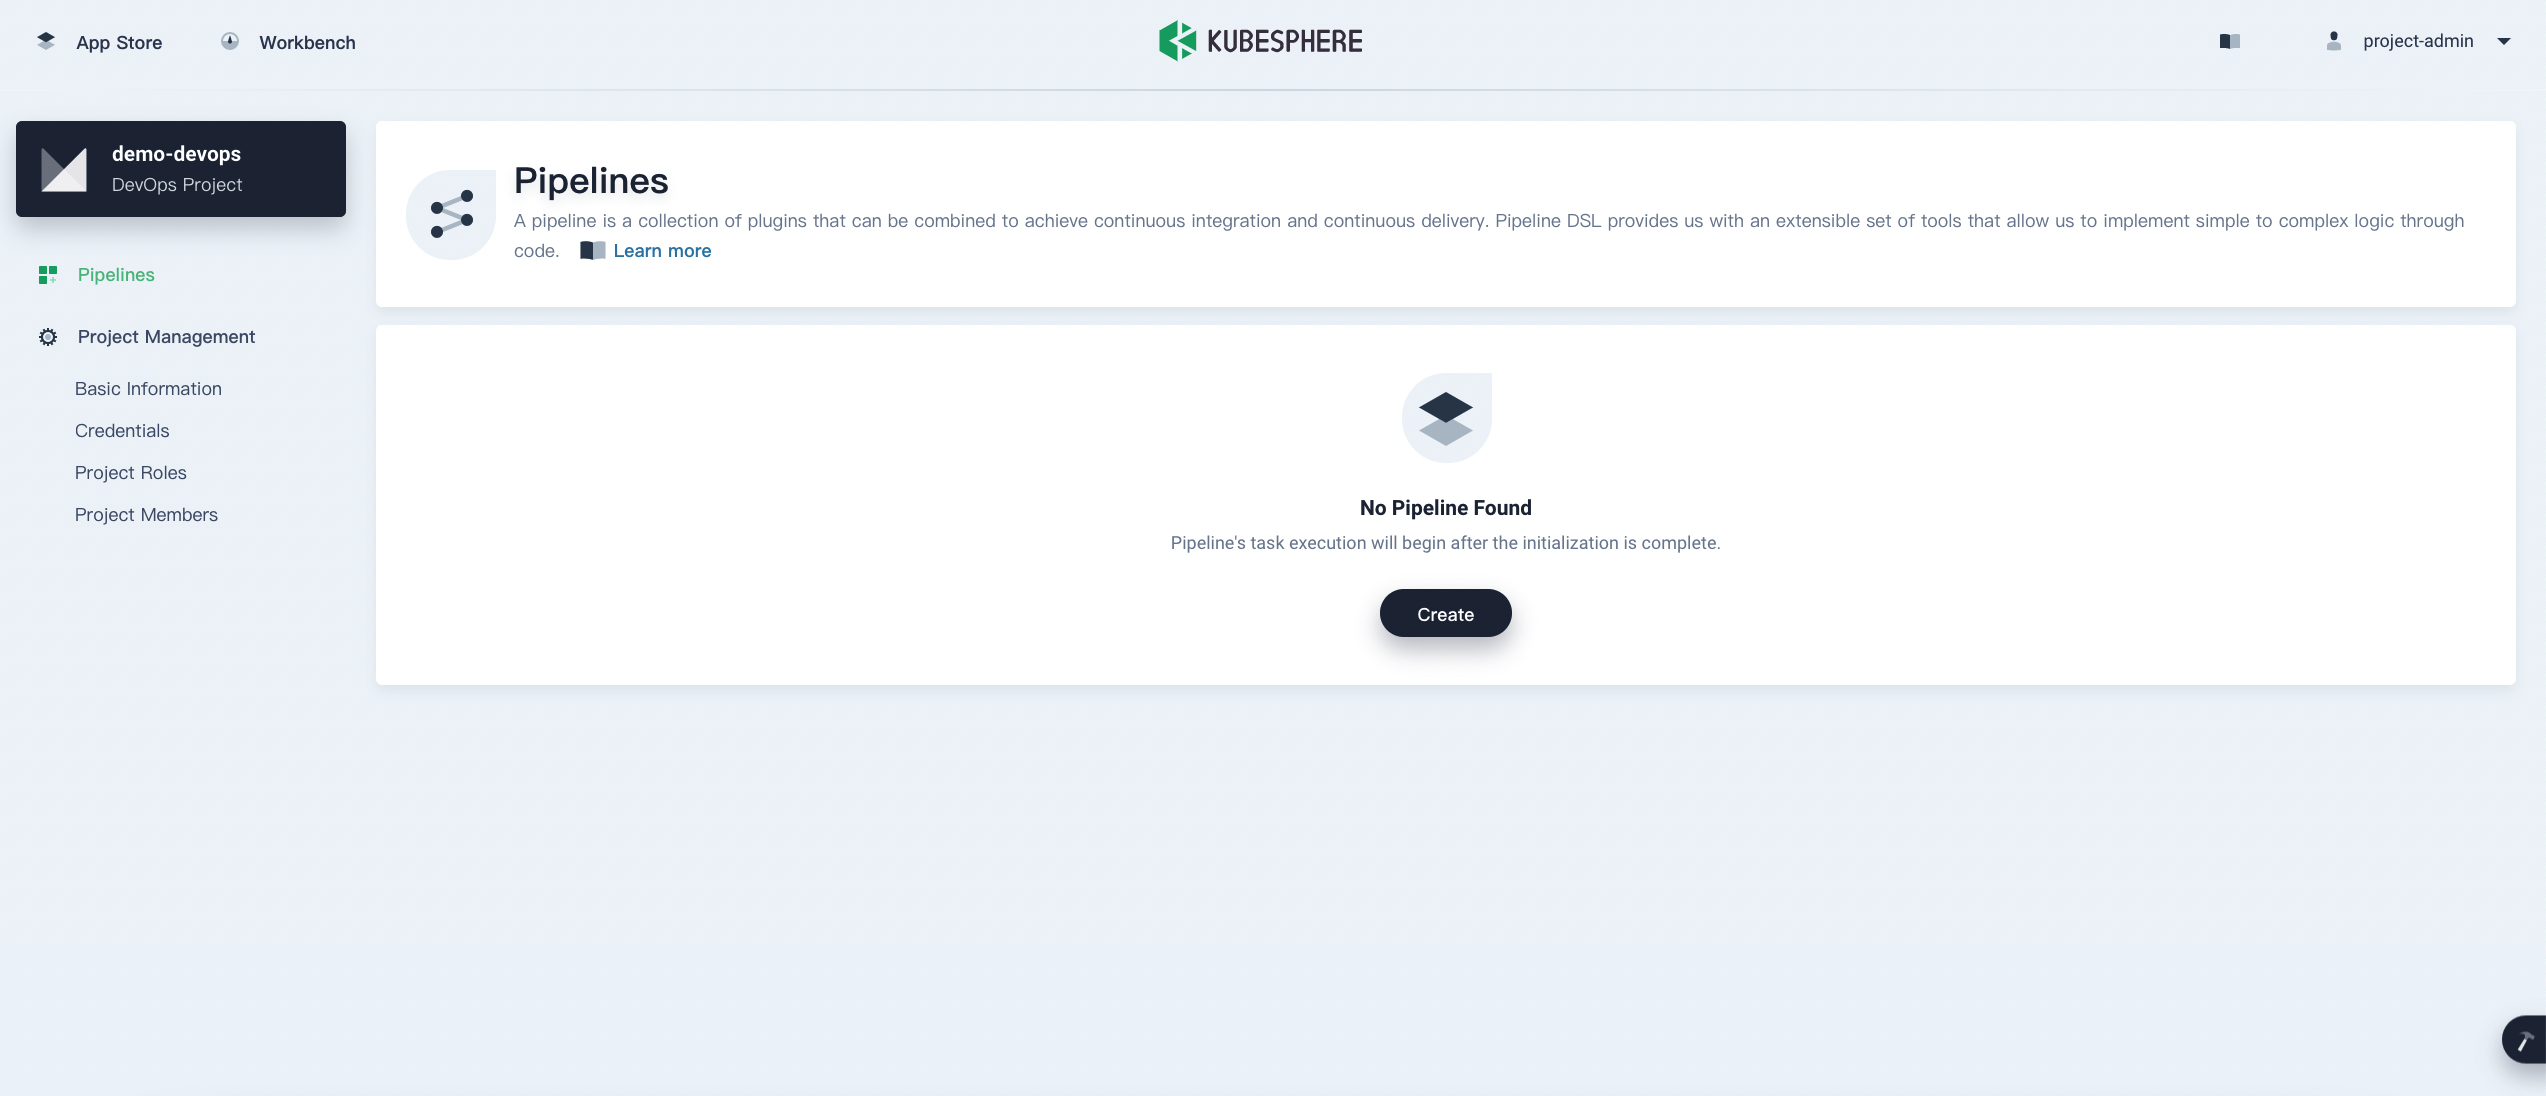 App Store
Workbench
KUBESPHERE
project-admin
demo-devops
DevOps Project
Pipelines
Project Management
Basic Information
Credentials
Project Roles
Project Members
Pipelines
A pipeline is a collection of plugins that can be combined to achieve continuous integration and continuous delivery. Pipeline DSL provides us with an extensible set of tools that allow us to implement simple to complex logic through
code. Learn more
No Pipeline Found
Pipeline's task execution will begin after the initialization is complete.
Create